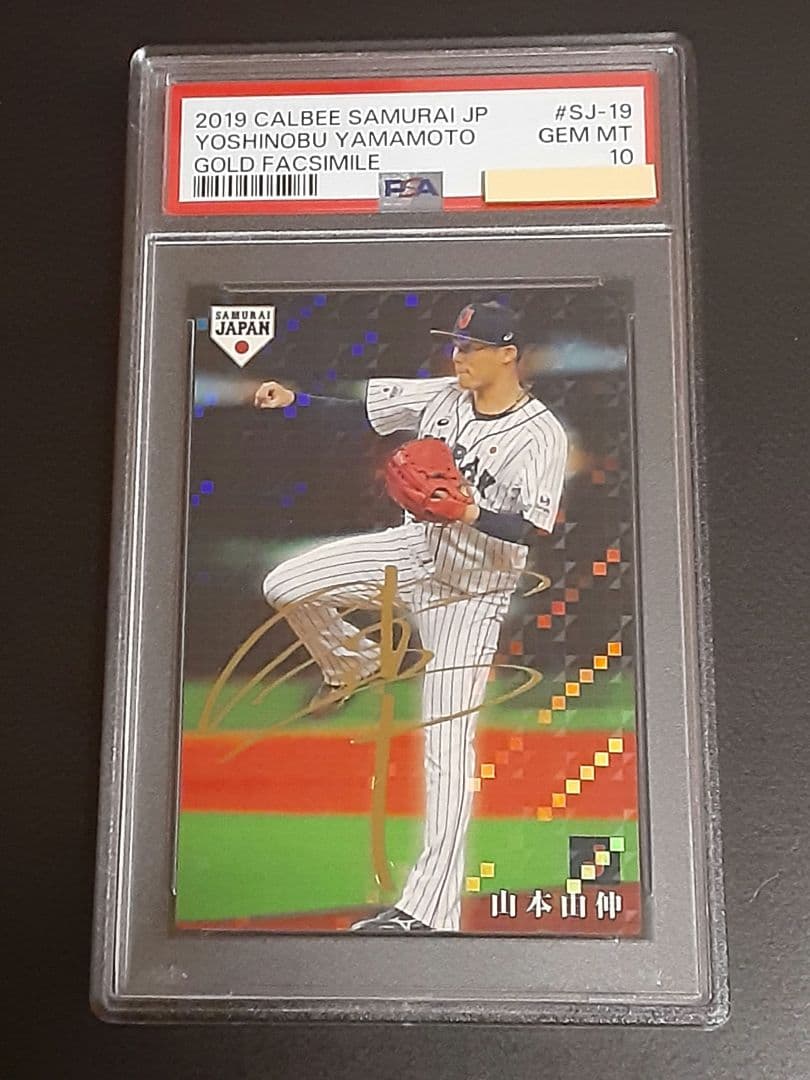 2019 CALBEE SAMURAI JP #SJ-19
YOSHINOBU YAMAMOTO GEM MT
GOLD FACSIMILE 10
PSA
SAMURAI
JAPAN
山本由伸